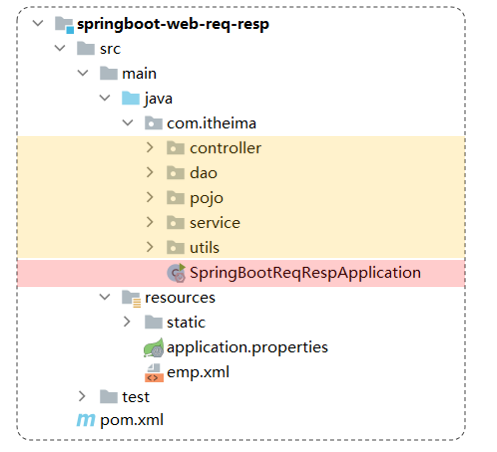 springboot-web-req-resp
src
main
java
com.itheima
controller
dao
pojo
service
utils
SpringBootReqRespApplication
resources
static
application.properties
emp.xml
test
pom.xml